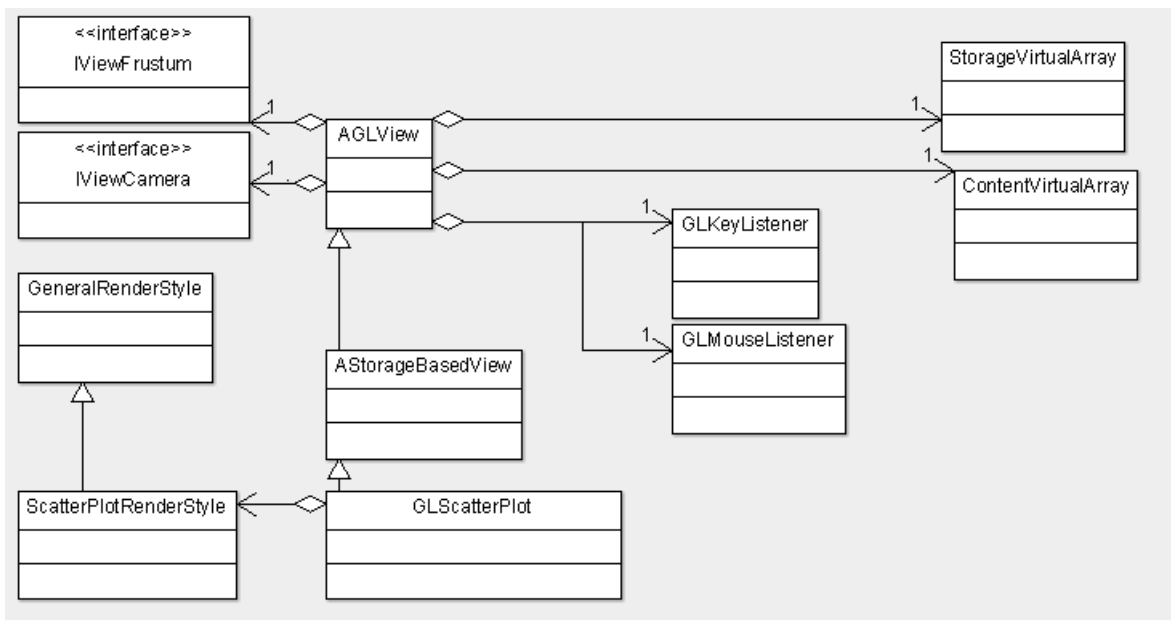 <<interface>>
IViewFrustum
1
<<interface>>
IViewCamera
1
AGLView
1
StorageVirtualArray
1
ContentVirtualArray
1
GLKeyListener
1
GLMouseListener
GeneralRenderStyle
AStorageBasedView
ScatterPlotRenderStyle
GLScatterPlot